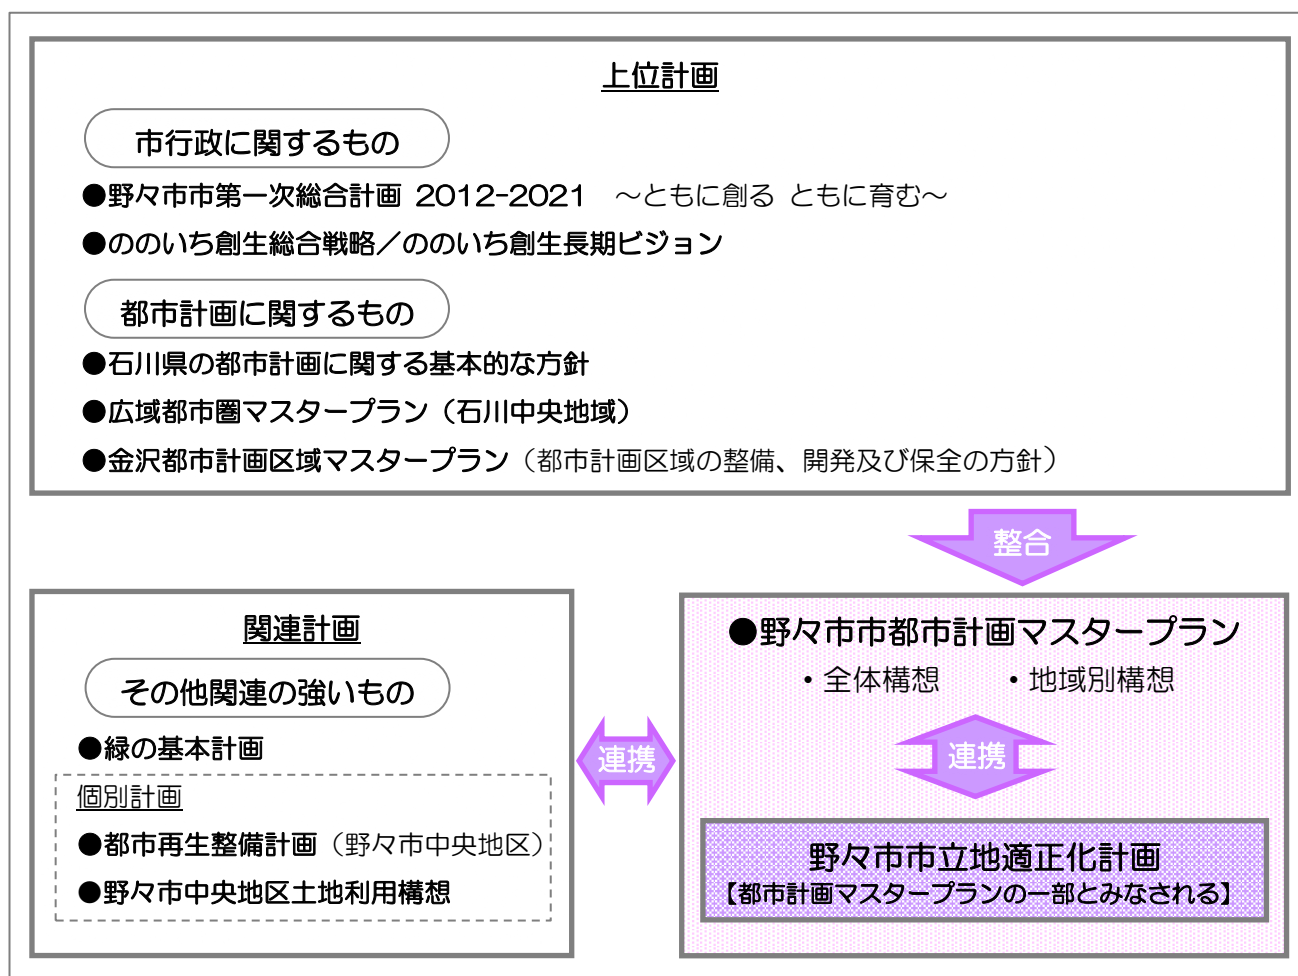 上位計画
市行政に関するもの
●野々市市第一次総合計画 2012-2021 ～ともに創る ともに育む～
●ののいち創生総合戦略／ののいち創生長期ビジョン
都市計画に関するもの
●石川県の都市計画に関する基本的な方針
●広域都市圏マスタープラン（石川中央地域）
●金沢都市計画区域マスタープラン（都市計画区域の整備、開発及び保全の方針）
整合
関連計画
その他関連の強いもの
●緑の基本計画
個別計画
●都市再生整備計画（野々市中央地区）
●野々市中央地区土地利用構想
連携
●野々市市都市計画マスタープラン
・全体構想 ・地域別構想
連携
野々市市立地適正化計画
【都市計画マスタープランの一部とみなされる】